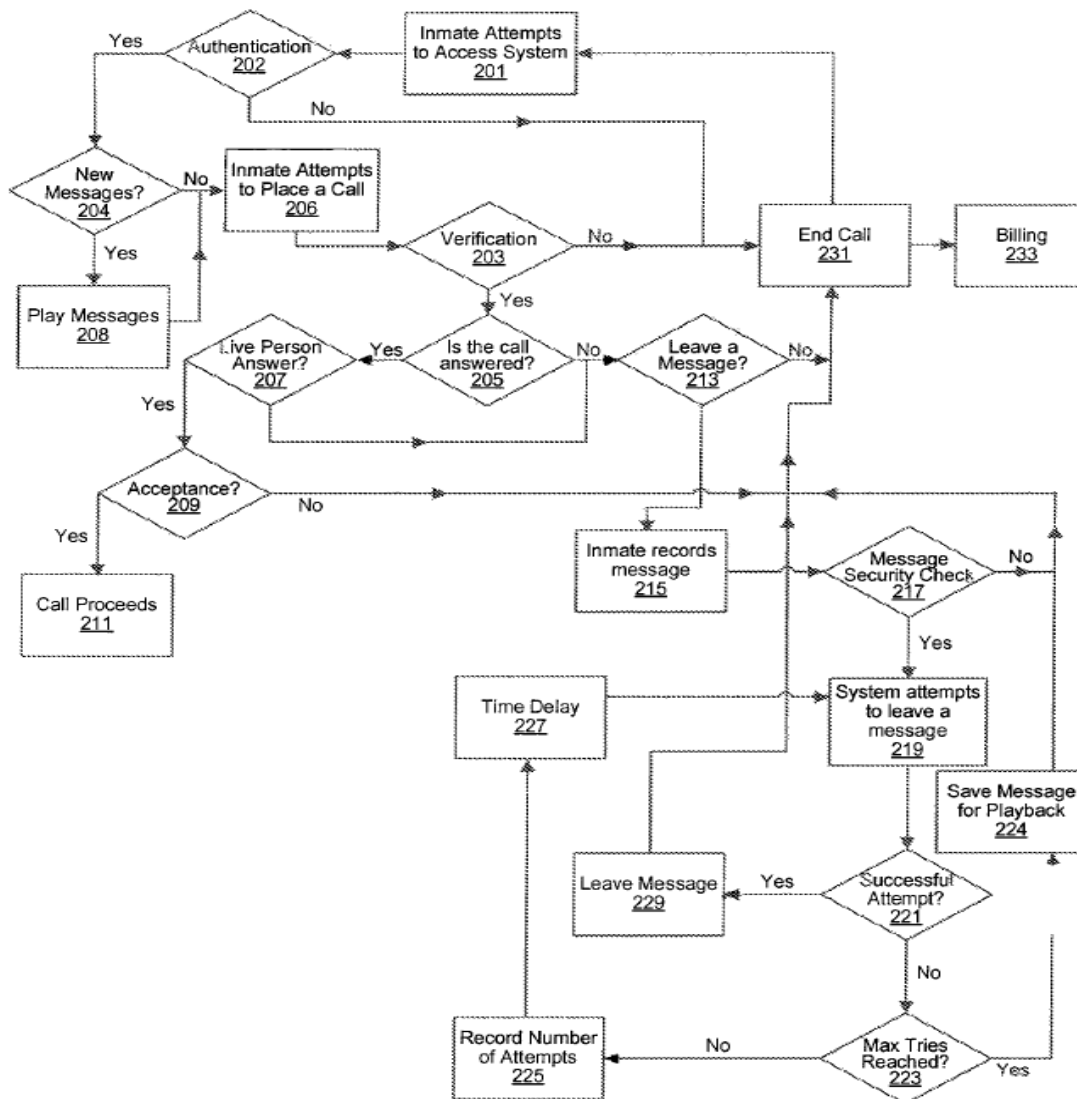 Yes
Authentication
202
Inmate Attempts
to Access System
201
No
New
Messages?
204
No
Inmate Attempts
to Place a Call
206
Verification
203
No
End Call
231
Billing
233
Yes
Yes
Play Messages
208
Live Person
Answer?
207
Yes
Is the call
answered?
205
No
Leave a
Message?
213
No
Yes
Acceptance?
209
No
Yes
Inmate records
message
215
Message
Security Check
217
No
Call Proceeds
211
Yes
Time Delay
227
System attempts
to leave a
message
219
Save Message
for Playback
224
Leave Message
229
Yes
Successful
Attempt?
221
No
Record Number
of Attempts
225
No
Max Tries
Reached?
223
Yes